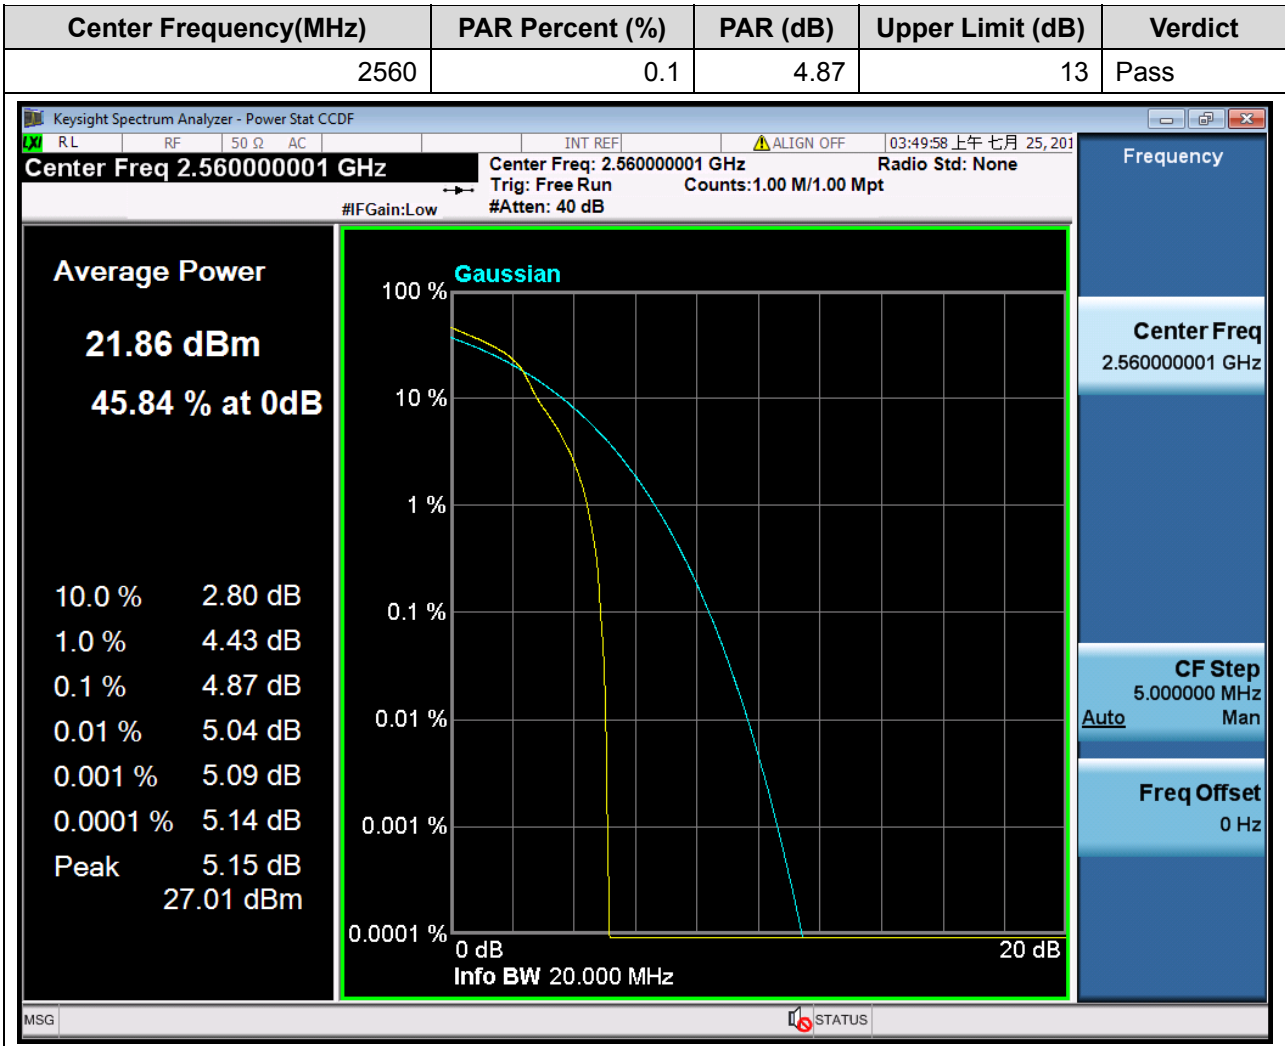 Center Frequency(MHz) PAR Percent (%) PAR (dB) Upper Limit (dB) Verdict
2560 0.1 4.87 13 Pass
Keysight Spectrum Analyzer - Power Stat CCDF
LXI RL RF 50 Ω AC INT REF ALIGN OFF 03:49:58 上午 七月 25, 201
Center Freq 2.560000001 GHz
Center Freq: 2.560000001 GHz Radio Std: None
Trig: Free Run Counts:1.00 M/1.00 Mpt
#IFGain:Low #Atten: 40 dB
Average Power
21.86 dBm
45.84 % at 0dB
10.0 % 2.80 dB
1.0 % 4.43 dB
0.1 % 4.87 dB
0.01 % 5.04 dB
0.001 % 5.09 dB
0.0001 % 5.14 dB
Peak 5.15 dB
27.01 dBm
Gaussian
100 %
10 %
1 %
0.1 %
0.01 %
0.001 %
0.0001 %
0 dB 20 dB
Info BW 20.000 MHz
Frequency
Center Freq
2.560000001 GHz
CF Step
5.000000 MHz
Auto Man
Freq Offset
0 Hz
MSG STATUS